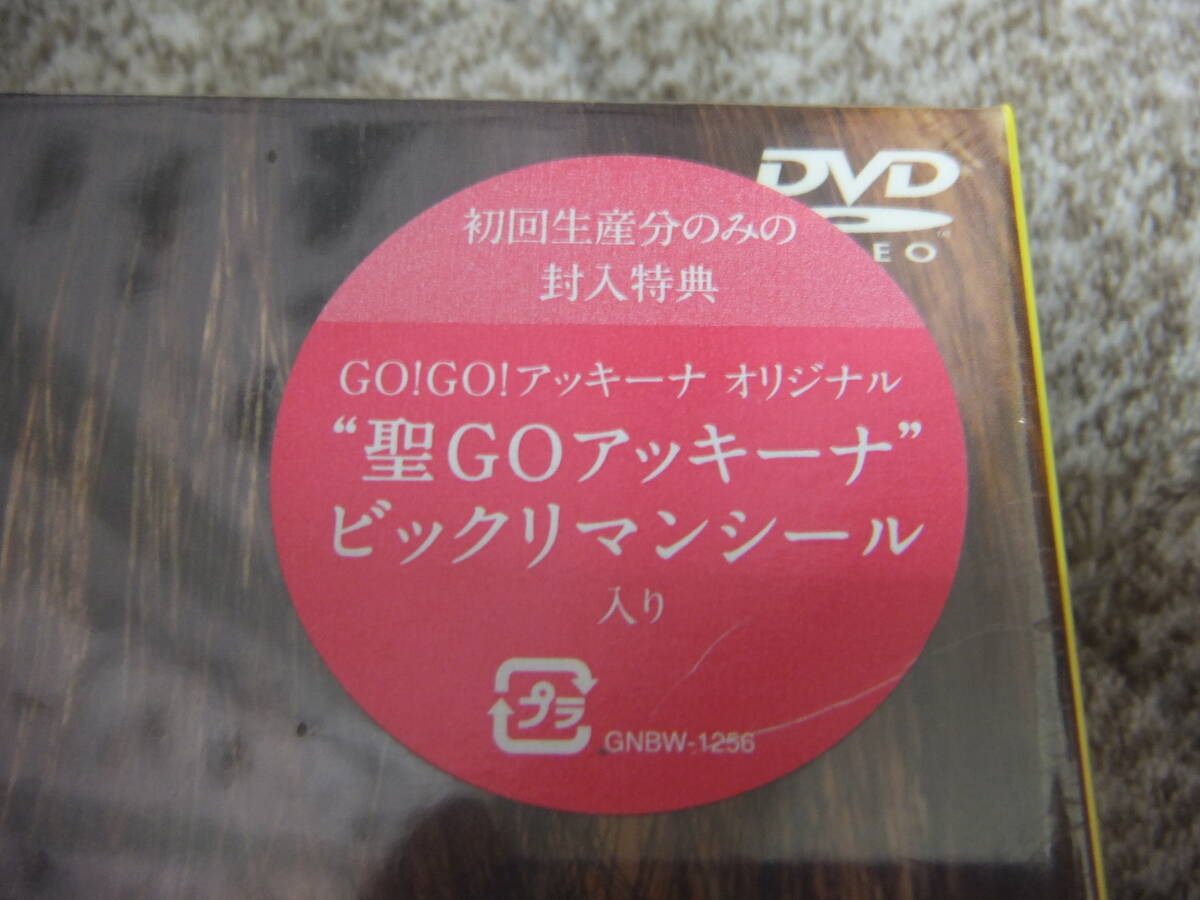 DVD
初回生産分のみの
封入特典
GO!GO!アッキーナ オリジナル
“聖GOアッキーナ”
ビックリマンシール
入り
プラ
GNBW-1256